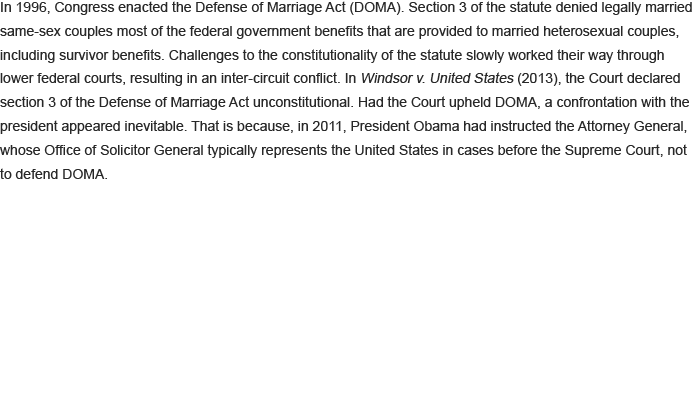 In 1996, Congress enacted the Defense of Marriage Act (DOMA). Section 3 of the statute denied legally married
same-sex couples most of the federal government benefits that are provided to married heterosexual couples,
including survivor benefits. Challenges to the constitutionality of the statute slowly worked their way through
lower federal courts, resulting in an inter-circuit conflict. In Windsor v. United States (2013), the Court declared
section 3 of the Defense of Marriage Act unconstitutional. Had the Court upheld DOMA, a confrontation with the
president appeared inevitable. That is because, in 2011, President Obama had instructed the Attorney General,
whose Office of Solicitor General typically represents the United States in cases before the Supreme Court, not
to defend DOMA.